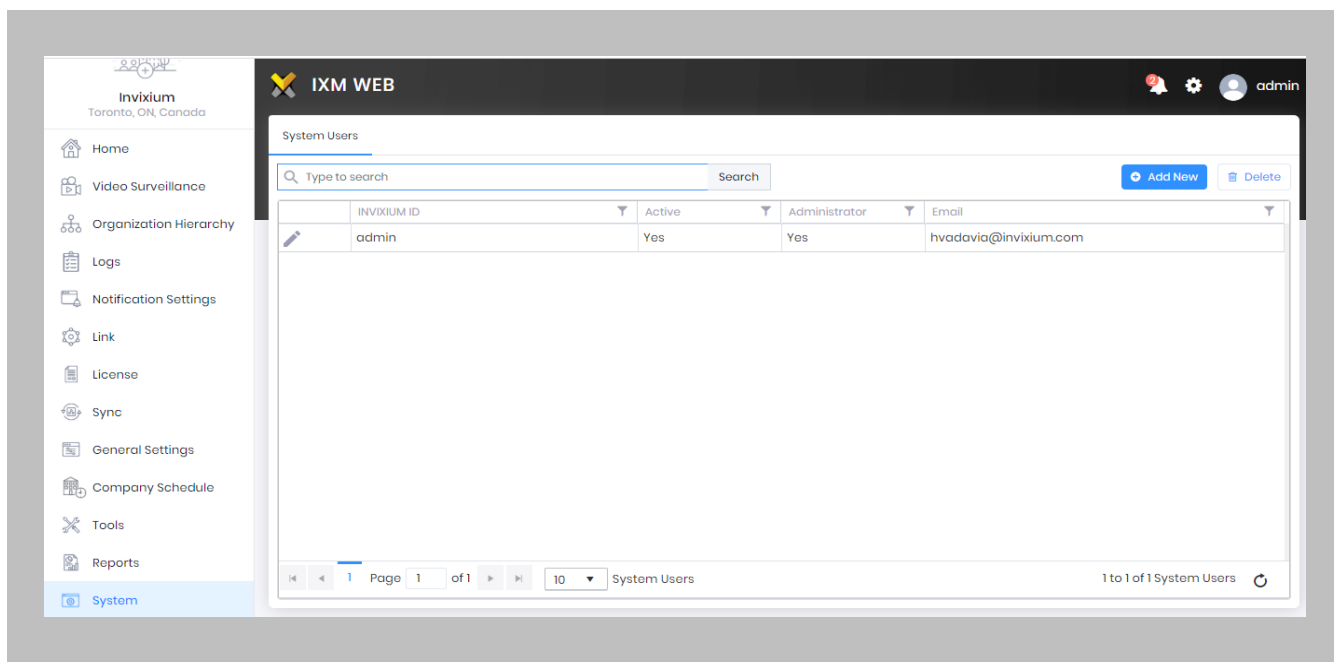 Invixium
Toronto, ON, Canada
Home
Video Surveillance
Organization Hierarchy
Logs
Notification Settings
Link
License
Sync
General Settings
Company Schedule
Tools
Reports
System
IXM WEB
2
admin
System Users
Type to search
Search
Add New
Delete
INVIXIUM ID Active Administrator Email
admin Yes Yes hvadavia@invixium.com
1 Page 1 of 1 10 System Users 1 to 1 of 1 System Users